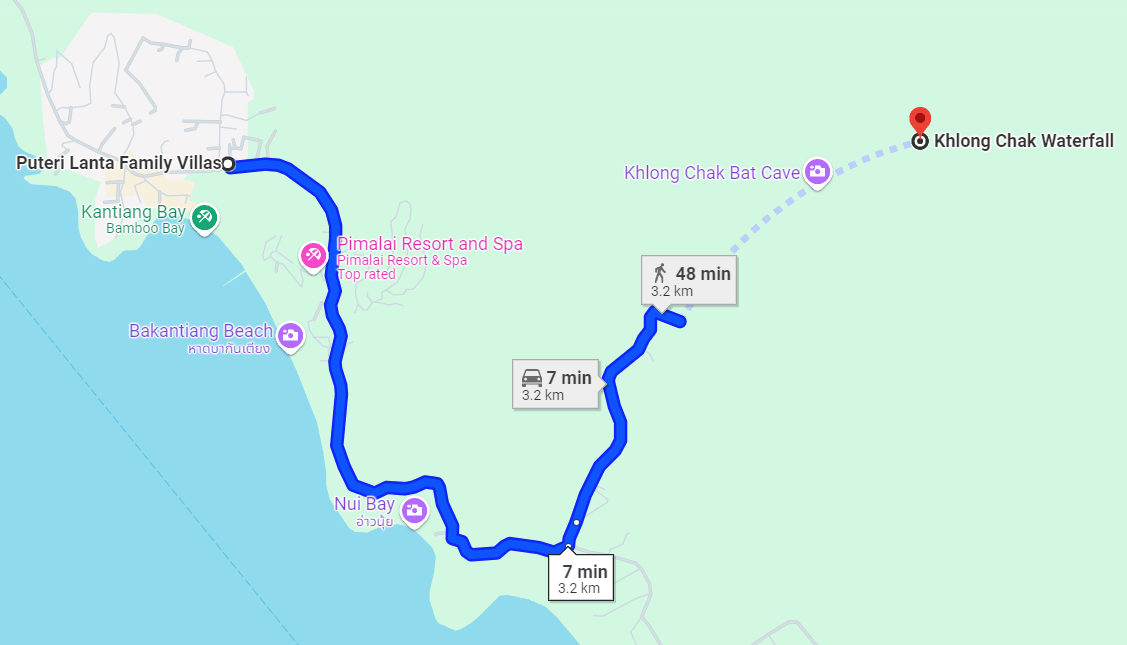 Khlong Chak Waterfall
Puteri Lanta Family Villas
Khlong Chak Bat Cave
Kantiang Bay
Bamboo Bay
Pimalai Resort and Spa
Pimalai Resort & Spa
Top rated
48 min
3.2 km
Bakantiang Beach
หาดบากันเตียง
7 min
3.2 km
Nui Bay
อ่าวนุ้ย
7 min
3.2 km